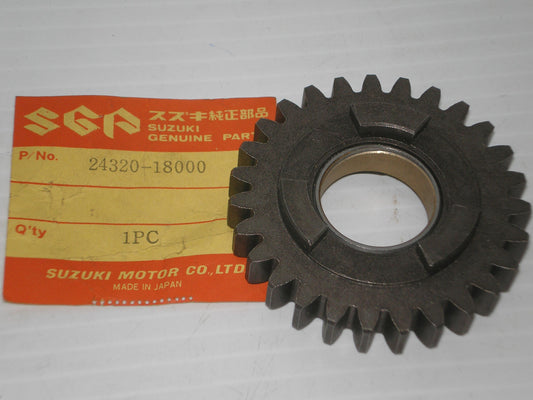 SGP スズキ純正部品
SUZUKI
GENUINE PARTS
P/No. 24320-18000
Q'ty 1PC
SUZUKI MOTOR CO.,LTD
MADE IN JAPAN